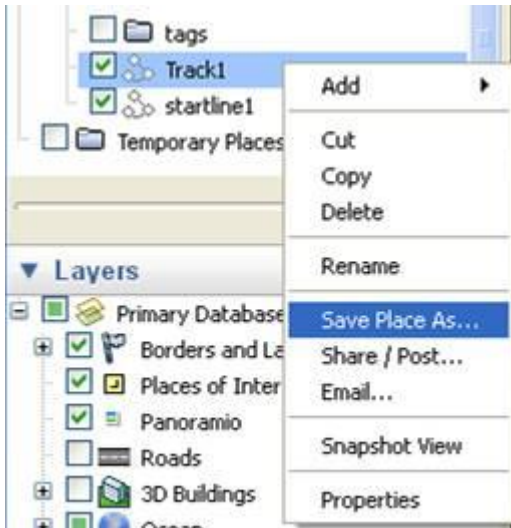 tags
Track1
startline1
Temporary Places
Add
Cut
Copy
Delete
Rename
Save Place As...
Share / Post...
Email...
Snapshot View
Properties
Layers
Primary Database
Borders and La
Places of Inter
Panoramio
Roads
3D Buildings
Ocean